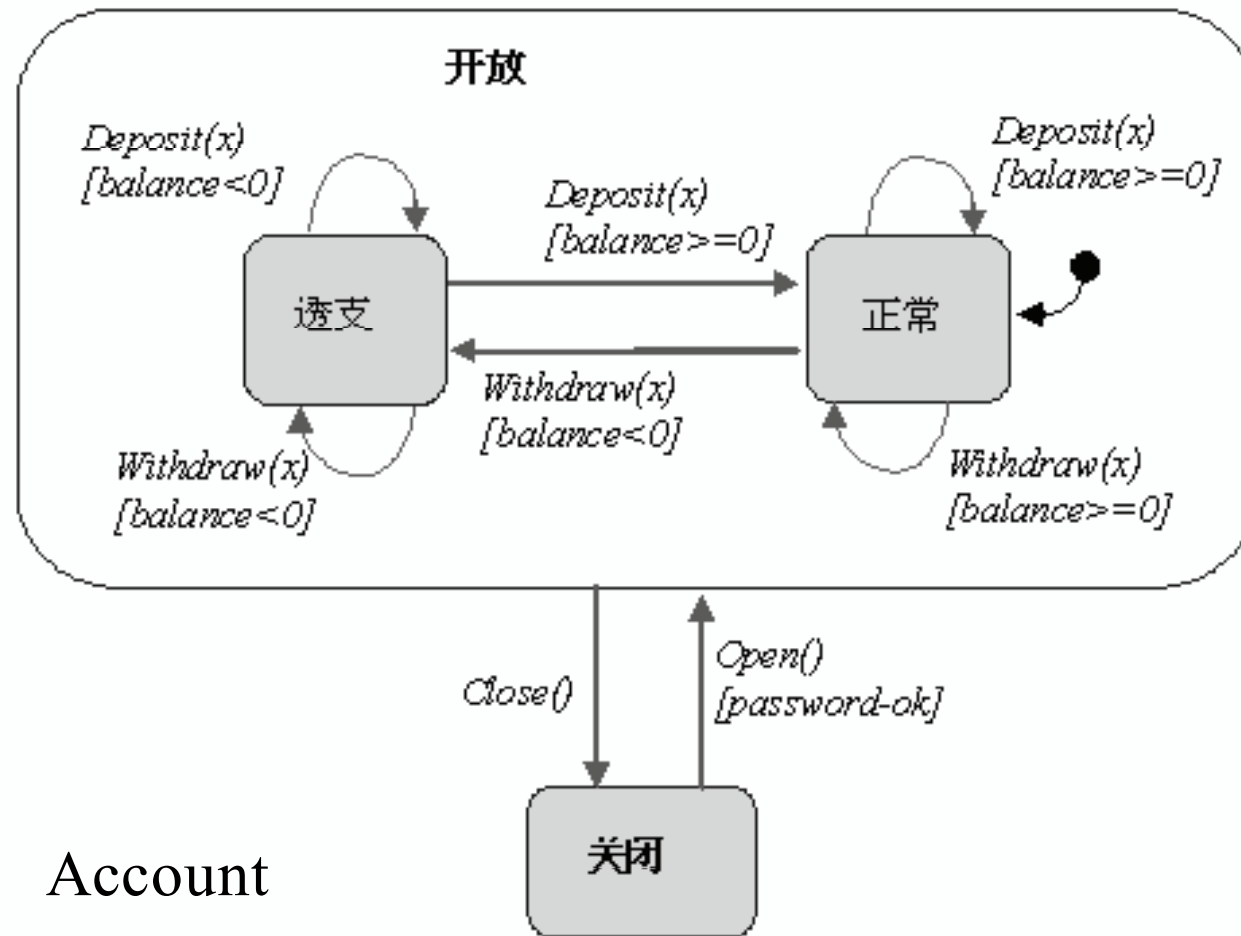 开放
Deposit(x)
[balance<0]
Deposit(x)
[balance>=0]
Deposit(x)
[balance>=0]
透支
正常
Withdraw(x)
[balance<0]
Withdraw(x)
[balance<0]
Withdraw(x)
[balance>=0]
Close()
Open()
[password-ok]
关闭
Account